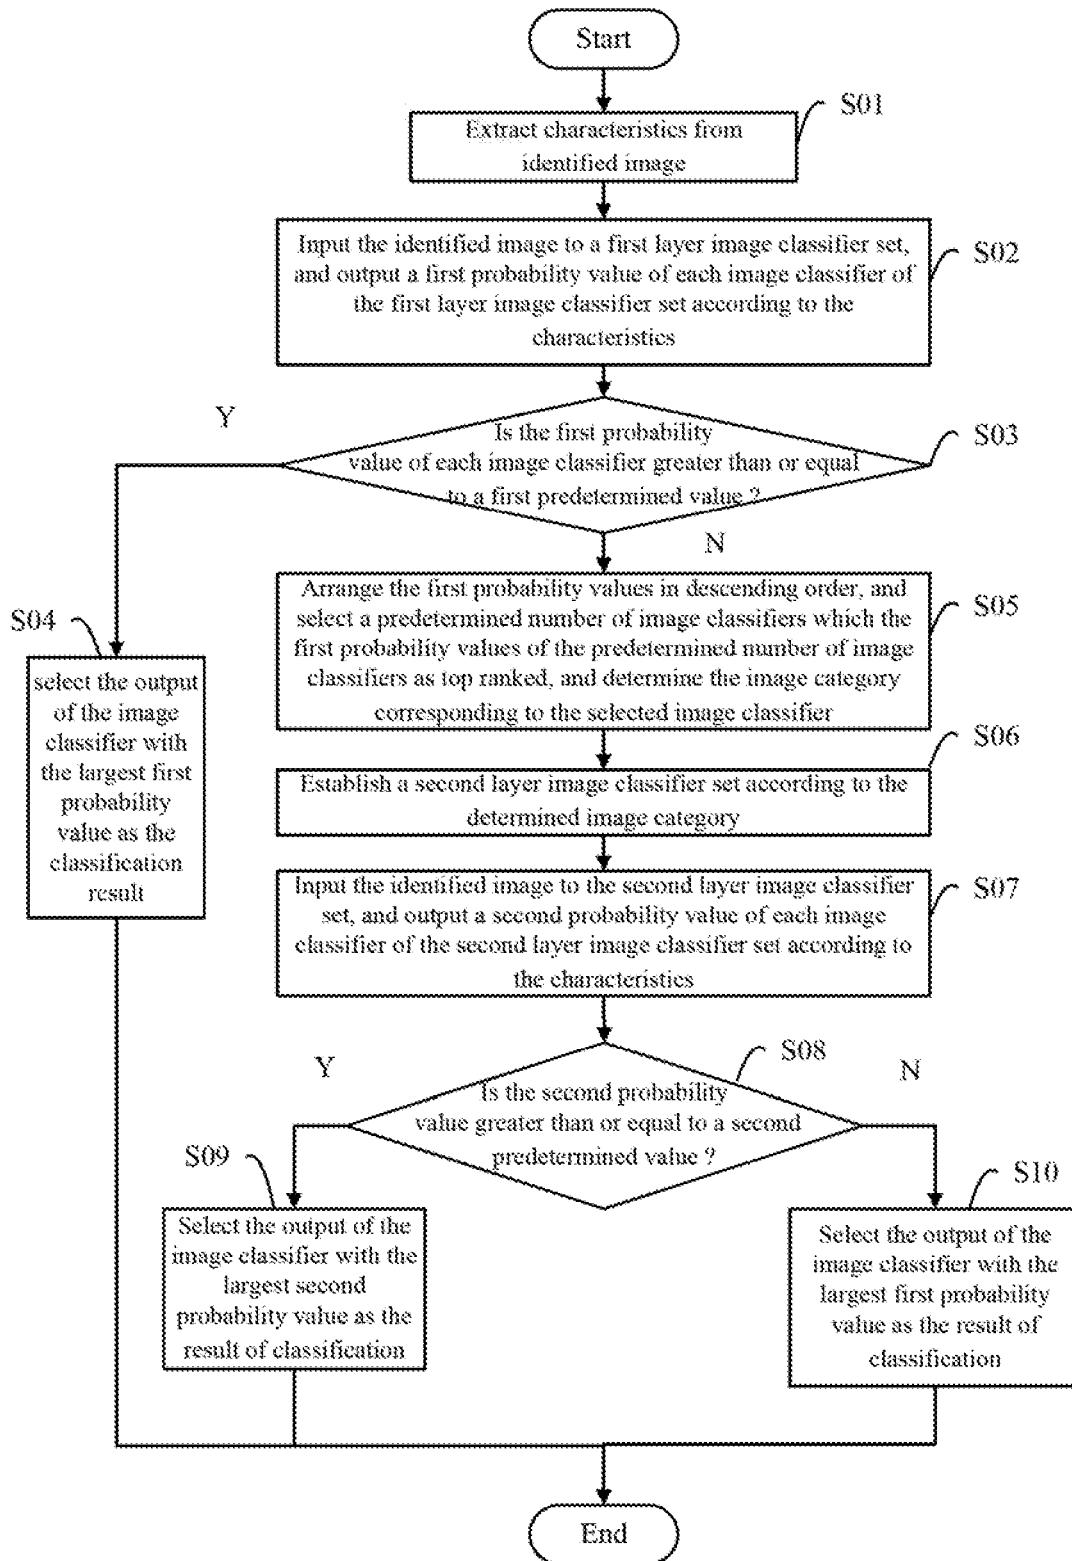 Start
S01
Extract characteristics from
identified image
S02
Input the identified image to a first layer image classifier set,
and output a first probability value of each image classifier of
the first layer image classifier set according to the
characteristics
Y
S03
Is the first probability
value of each image classifier greater than or equal
to a first predetermined value ?
N
S05
Arrange the first probability values in descending order, and
select a predetermined number of image classifiers which the
first probability values of the predetermined number of image
classifiers as top ranked, and determine the image category
corresponding to the selected image classifier
S04
select the output
of the image
classifier with
the largest first
probability
value as the
classification
result
S06
Establish a second layer image classifier set according to the
determined image category
S07
Input the identified image to the second layer image classifier
set, and output a second probability value of each image
classifier of the second layer image classifier set according to
the characteristics
Y
S08
N
Is the second probability
value greater than or equal to a second
predetermined value ?
S09
Select the output of the
image classifier with the
largest second
probability value as the
result of classification
S10
Select the output of the
image classifier with the
largest first probability
value as the result of
classification
End